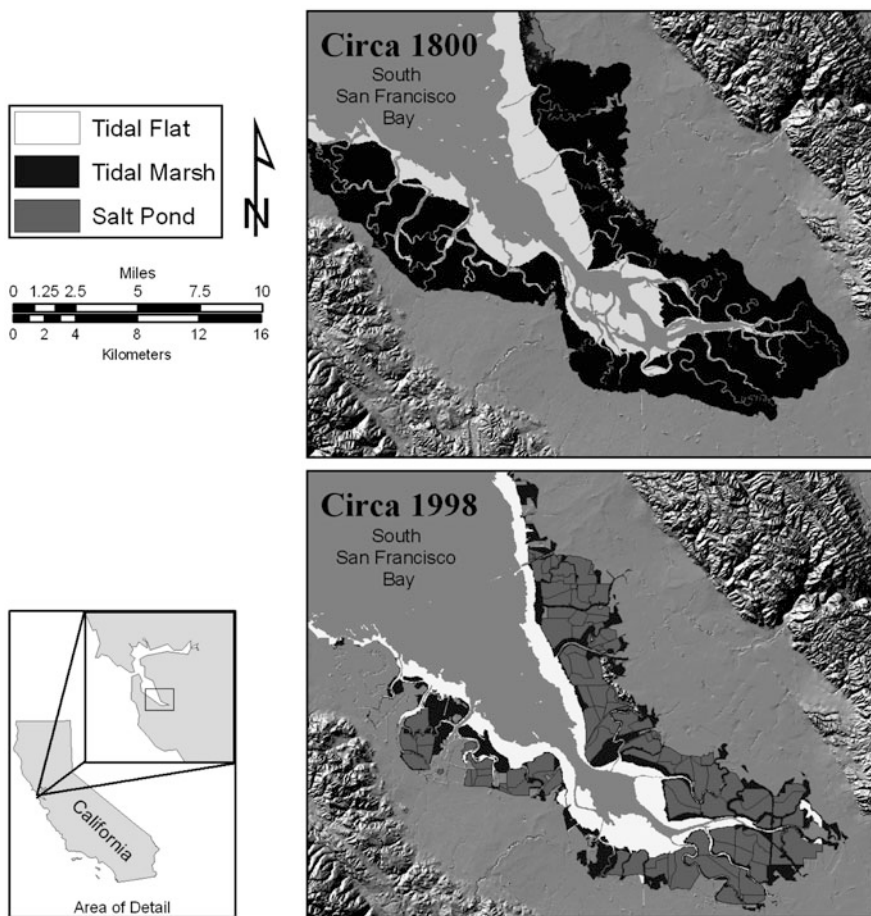 Circa 1800
South
San Francisco
Bay
Tidal Flat
Tidal Marsh
Salt Pond
N
Miles
0 1.25 2.5 5 7.5 10
0 2 4 8 12 16
Kilometers
Circa 1998
South
San Francisco
Bay
California
Area of Detail